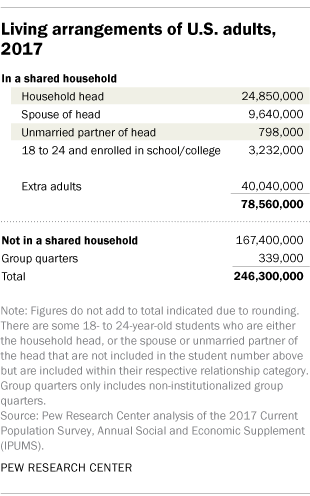 Living arrangements of U.S. adults,
2017
In a shared household
Household head 24,850,000
Spouse of head 9,640,000
Unmarried partner of head 798,000
18 to 24 and enrolled in school/college 3,232,000
Extra adults 40,040,000
78,560,000
Not in a shared household 167,400,000
Group quarters 339,000
Total 246,300,000
Note: Figures do not add to total indicated due to rounding.
There are some 18- to 24-year-old students who are either
the household head, or the spouse or unmarried partner of
the head that are not included in the student number above
but are included within their respective relationship category.
Group quarters only includes non-institutionalized group
quarters.
Source: Pew Research Center analysis of the 2017 Current
Population Survey, Annual Social and Economic Supplement
(IPUMS).
PEW RESEARCH CENTER